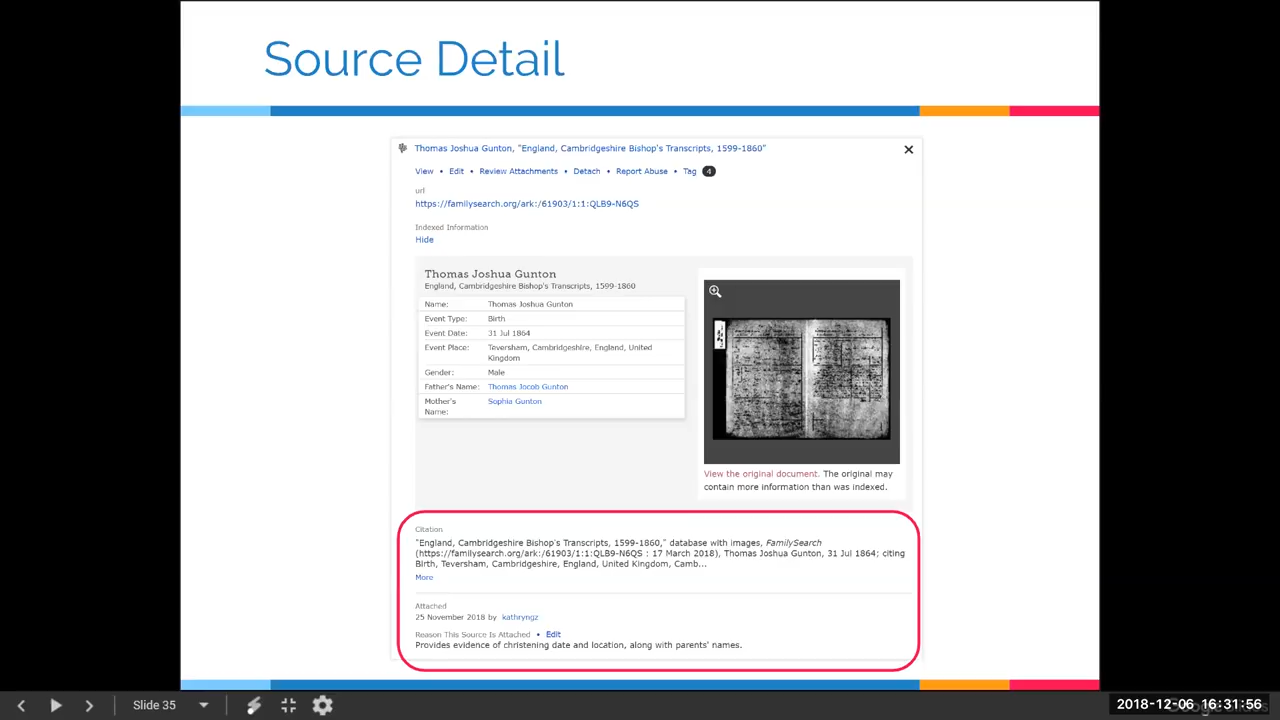 Source Detail
Thomas Joshua Gunton, "England, Cambridgeshire Bishop's Transcripts, 1599-1860"
View • Edit • Review Attachments • Detach • Report Abuse • Tag 4
url
https://familysearch.org/ark:/61903/1:1:QLB9-N6QS
Indexed Information
Hide
Thomas Joshua Gunton
England, Cambridgeshire Bishop's Transcripts, 1599-1860
Name: Thomas Joshua Gunton
Event Type: Birth
Event Date: 31 Jul 1864
Event Place: Teversham, Cambridgeshire, England, United
Kingdom
Gender: Male
Father's Name: Thomas Jocob Gunton
Mother's Sophia Gunton
Name:
View the original document. The original may
contain more information than was indexed.
Citation
"England, Cambridgeshire Bishop's Transcripts, 1599-1860," database with images, FamilySearch
(https://familysearch.org/ark:/61903/1:1:QLB9-N6QS : 17 March 2018), Thomas Joshua Gunton, 31 Jul 1864; citing
Birth, Teversham, Cambridgeshire, England, United Kingdom, Camb...
More
Attached
25 November 2018 by kathryngz
Reason This Source Is Attached • Edit
Provides evidence of christening date and location, along with parents' names.
Slide 35
2018-12-06 16:31:56